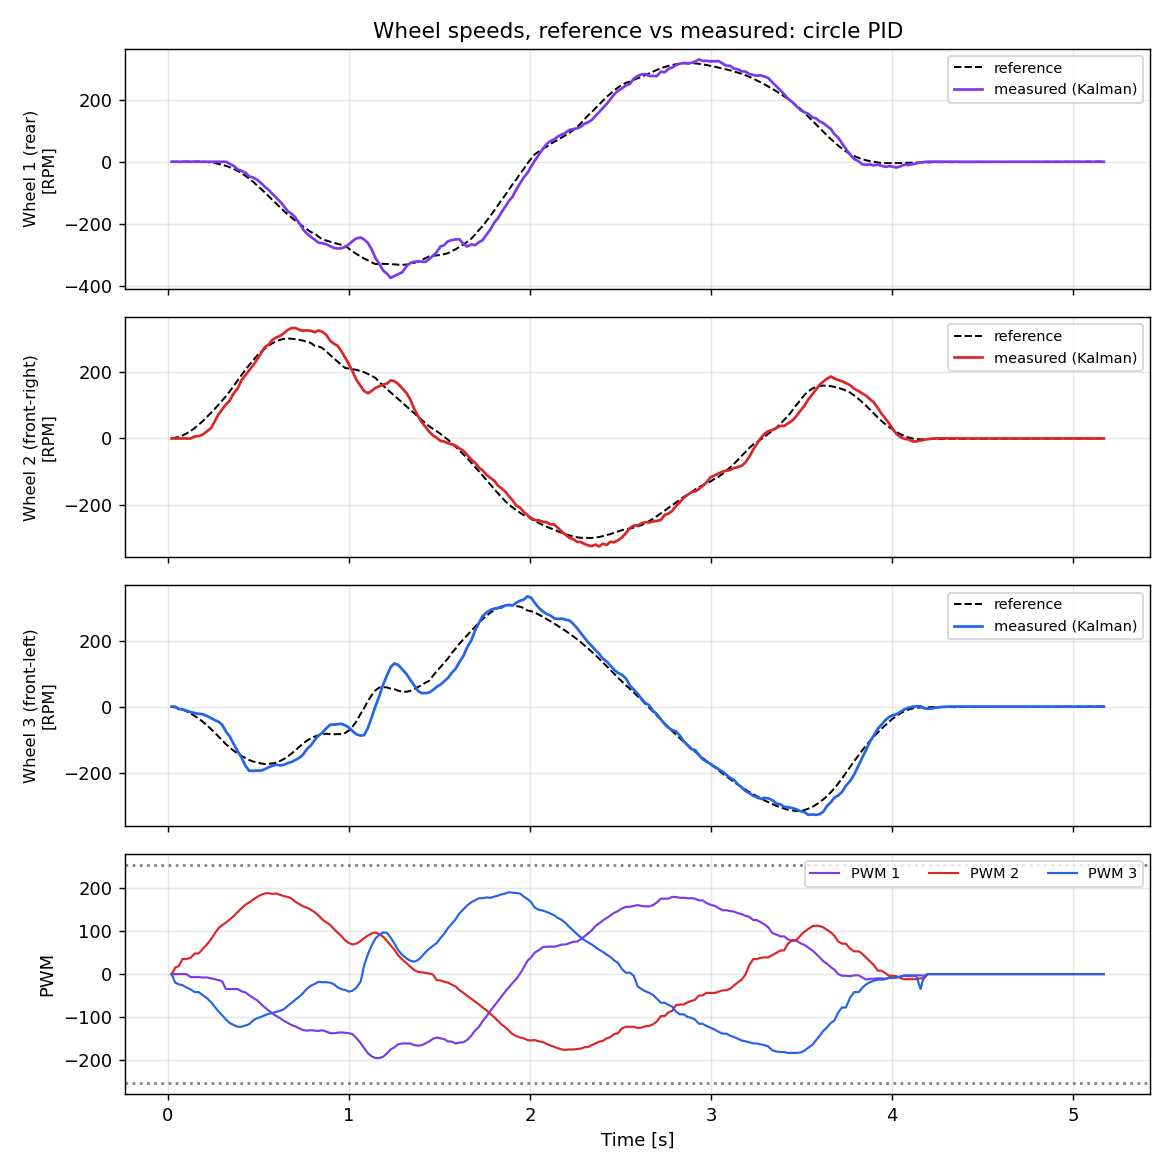 Wheel speeds, reference vs measured: circle PID
Wheel 1 (rear)
[RPM]
200
0
−200
−400
reference
measured (Kalman)
Wheel 2 (front-right)
[RPM]
200
0
−200
reference
measured (Kalman)
Wheel 3 (front-left)
[RPM]
200
0
−200
reference
measured (Kalman)
PWM
200
100
0
−100
−200
PWM 1
PWM 2
PWM 3
0
1
2
3
4
5
Time [s]